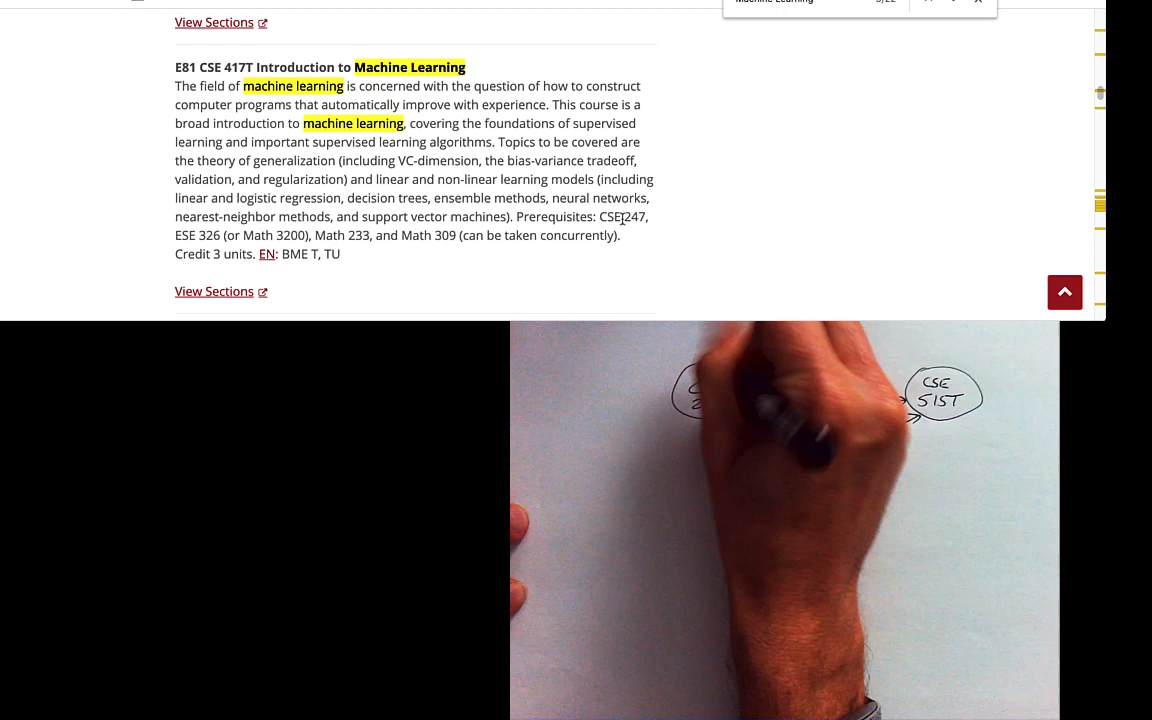 View Sections
E81 CSE 417T Introduction to Machine Learning
The field of machine learning is concerned with the question of how to construct
computer programs that automatically improve with experience. This course is a
broad introduction to machine learning, covering the foundations of supervised
learning and important supervised learning algorithms. Topics to be covered are
the theory of generalization (including VC-dimension, the bias-variance tradeoff,
validation, and regularization) and linear and non-linear learning models (including
linear and logistic regression, decision trees, ensemble methods, neural networks,
nearest-neighbor methods, and support vector machines). Prerequisites: CSE 247,
ESE 326 (or Math 3200), Math 233, and Math 309 (can be taken concurrently).
Credit 3 units. EN: BME T, TU
View Sections
CSE
515T